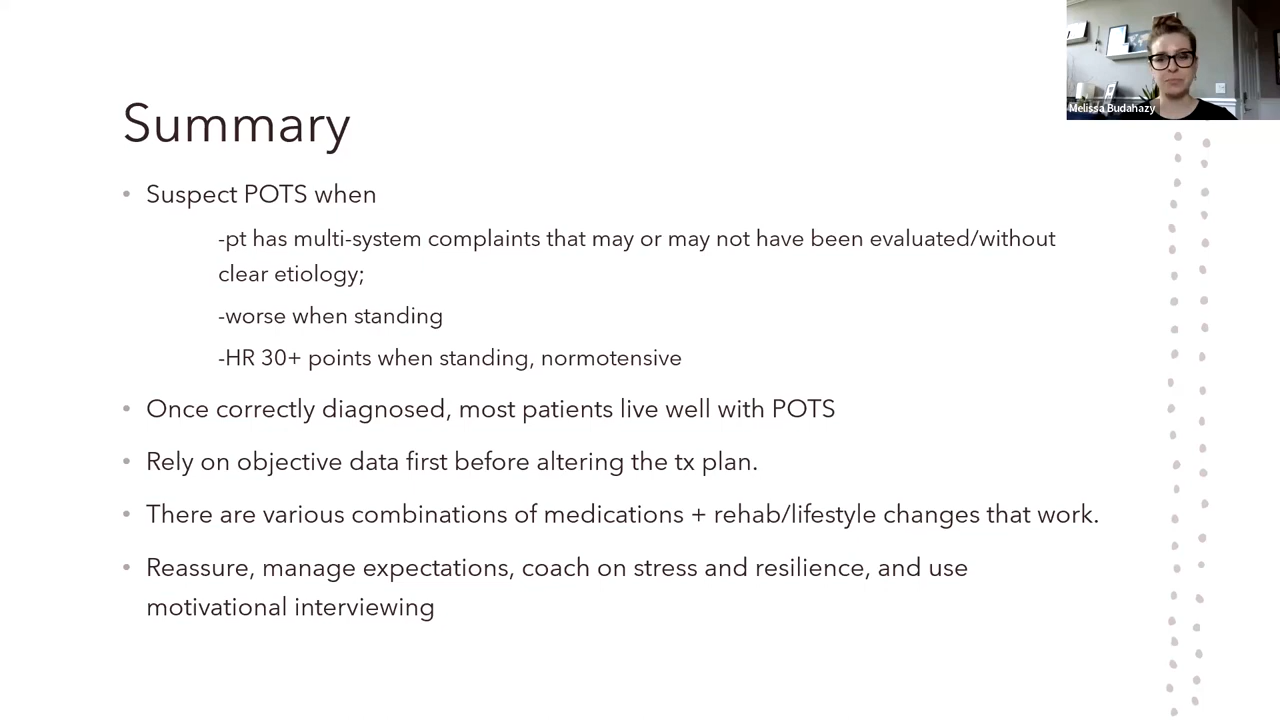 Melissa Budahazy
Summary
• Suspect POTS when
-pt has multi-system complaints that may or may not have been evaluated/without
clear etiology;
-worse when standing
-HR 30+ points when standing, normotensive
• Once correctly diagnosed, most patients live well with POTS
• Rely on objective data first before altering the tx plan.
• There are various combinations of medications + rehab/lifestyle changes that work.
• Reassure, manage expectations, coach on stress and resilience, and use
motivational interviewing